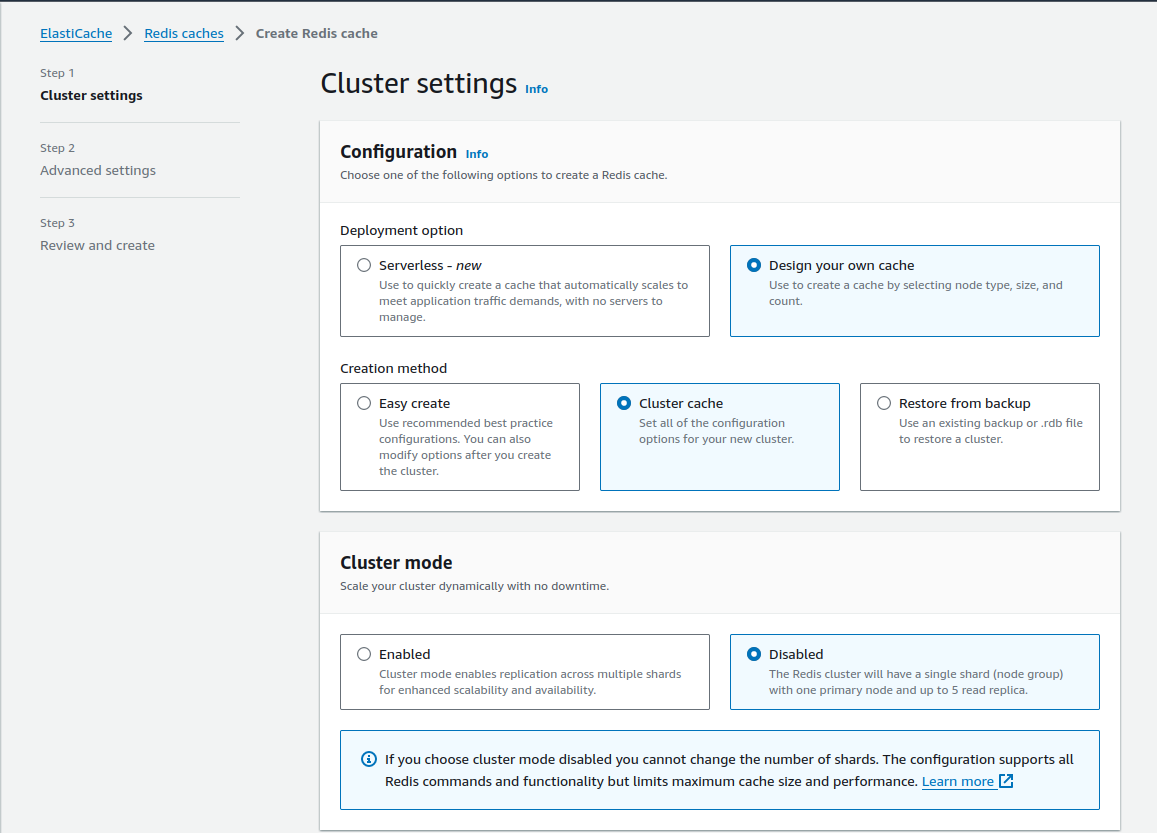 ElastiCache > Redis caches > Create Redis cache
Step 1
Cluster settings
Step 2
Advanced settings
Step 3
Review and create
Cluster settings Info
Configuration Info
Choose one of the following options to create a Redis cache.
Deployment option
Serverless - new
Use to quickly create a cache that automatically scales to
meet application traffic demands, with no servers to
manage.
Design your own cache
Use to create a cache by selecting node type, size, and
count.
Creation method
Easy create
Use recommended best practice
configurations. You can also
modify options after you create
the cluster.
Cluster cache
Set all of the configuration
options for your new cluster.
Restore from backup
Use an existing backup or .rdb file
to restore a cluster.
Cluster mode
Scale your cluster dynamically with no downtime.
Enabled
Cluster mode enables replication across multiple shards
for enhanced scalability and availability.
Disabled
The Redis cluster will have a single shard (node group)
with one primary node and up to 5 read replica.
If you choose cluster mode disabled you cannot change the number of shards. The configuration supports all
Redis commands and functionality but limits maximum cache size and performance. Learn more